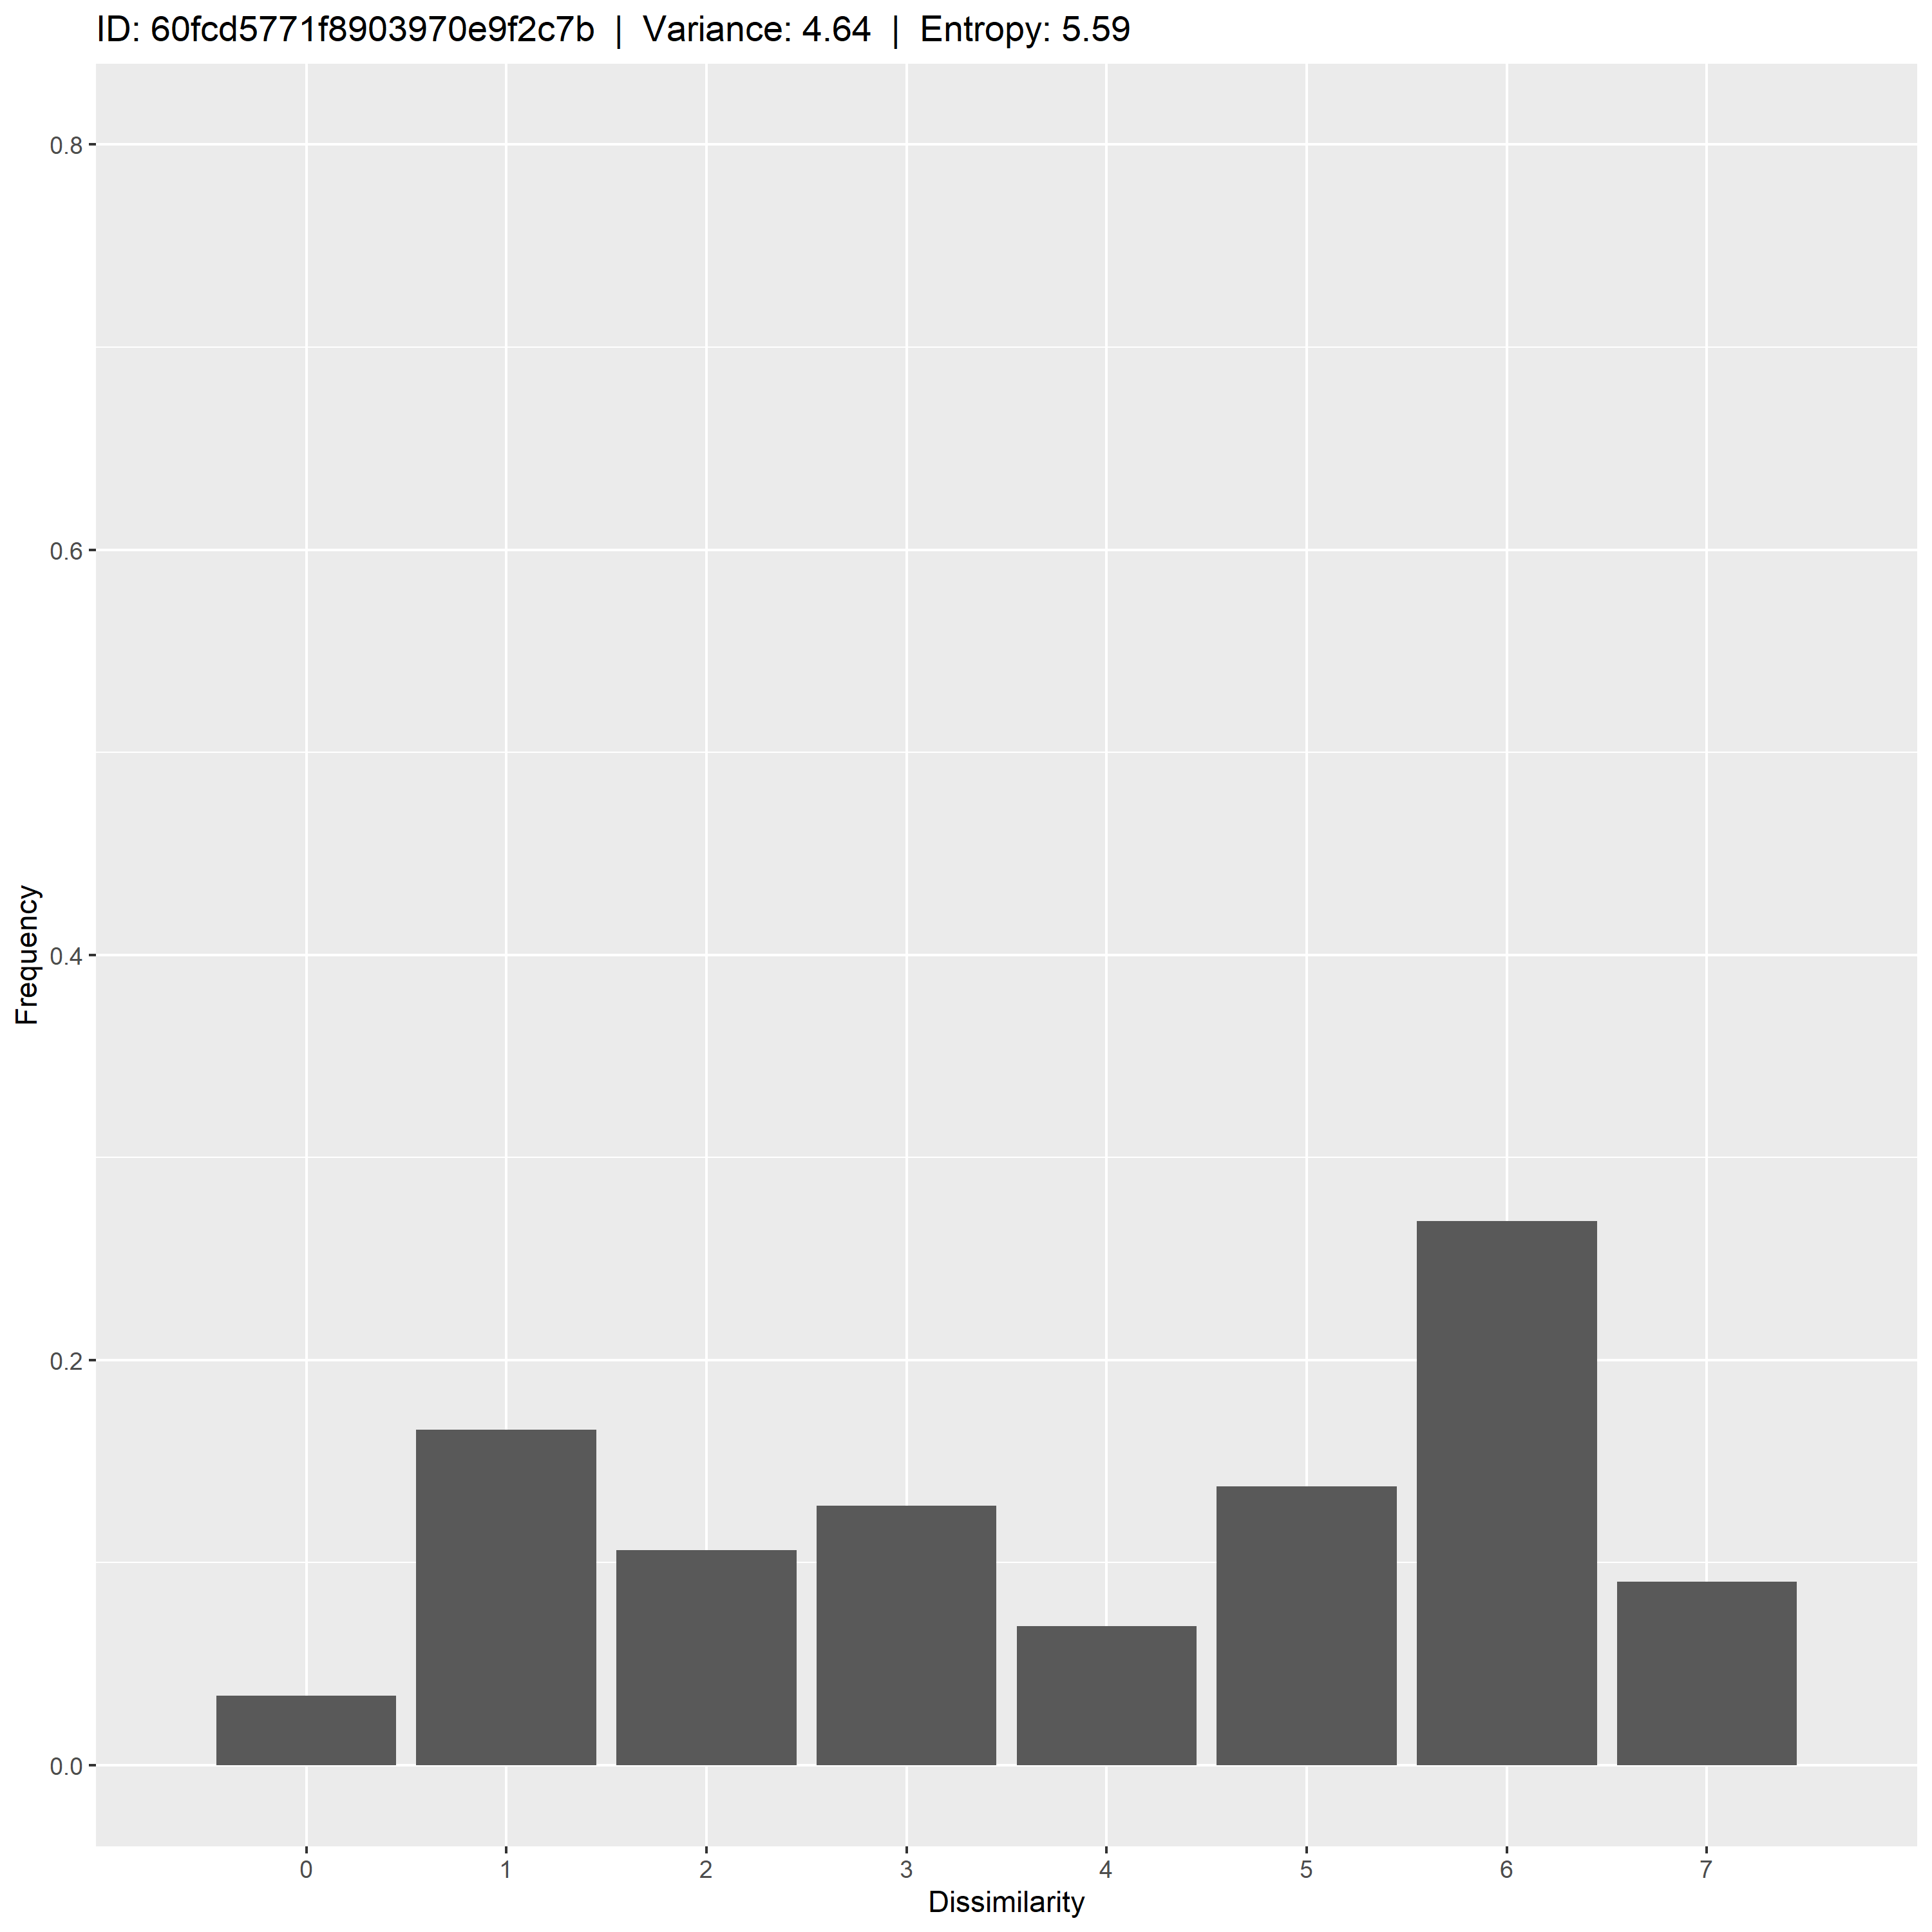 ID: 60fcd5771f8903970e9f2c7b | Variance: 4.64 | Entropy: 5.59
0.8
0.6
0.4
0.2
0.0
Frequency
0 1 2 3 4 5 6 7
Dissimilarity